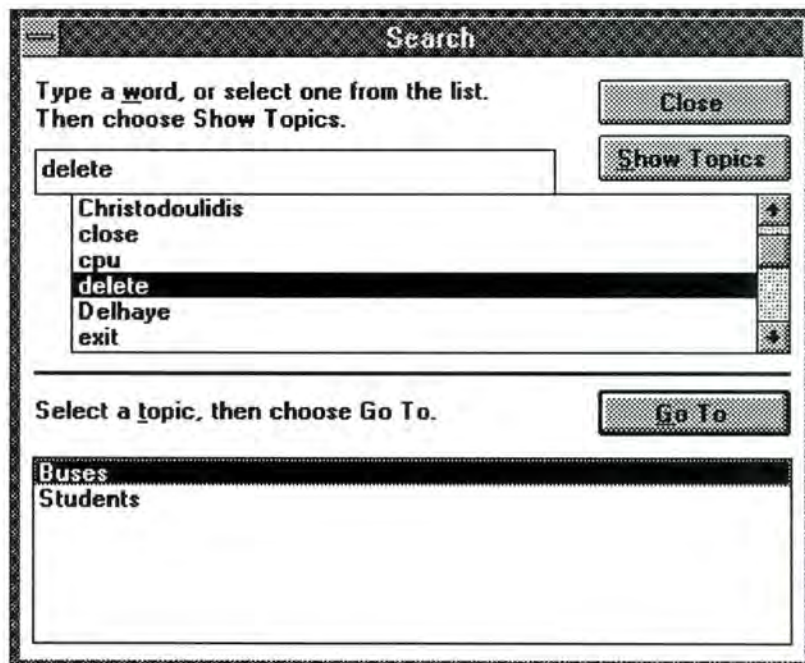 Search
Type a word, or select one from the list.
Then choose Show Topics.
Close
Show Topics
delete
Christodoulidis
close
cpu
delete
Delhaye
exit
Select a topic, then choose Go To.
Go To
Buses
Students